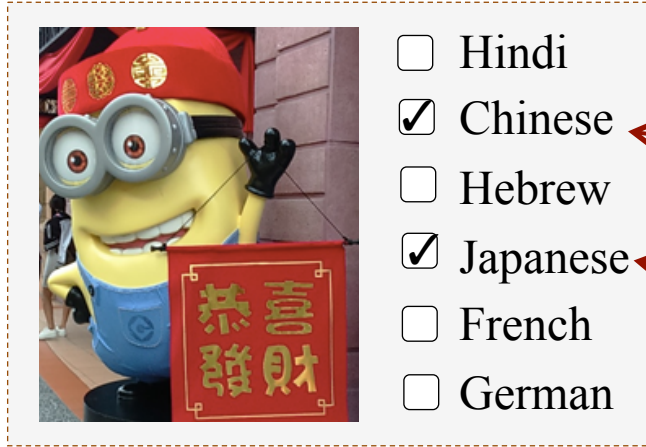 恭喜
發財
Hindi
Chinese
Hebrew
Japanese
French
German